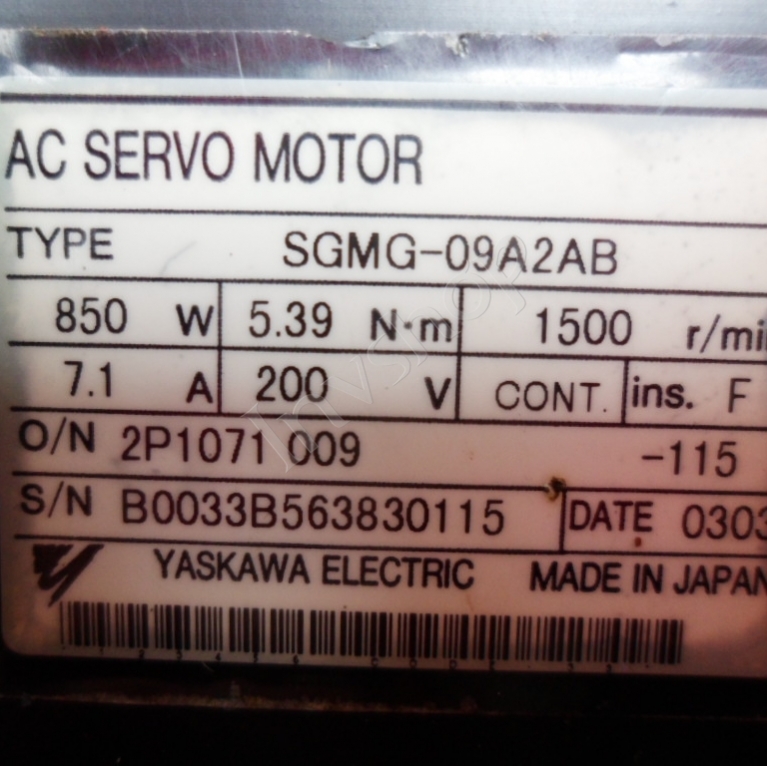 AC SERVO MOTOR
TYPE SGMG-09A2AB
850 W 5.39 N·m 1500 r/mi
7.1 A 200 V CONT. ins. F
O/N 2P1071 009 -115
S/N B0033B563830115 DATE 0303
YASKAWA ELECTRIC MADE IN JAPAN
Invshop